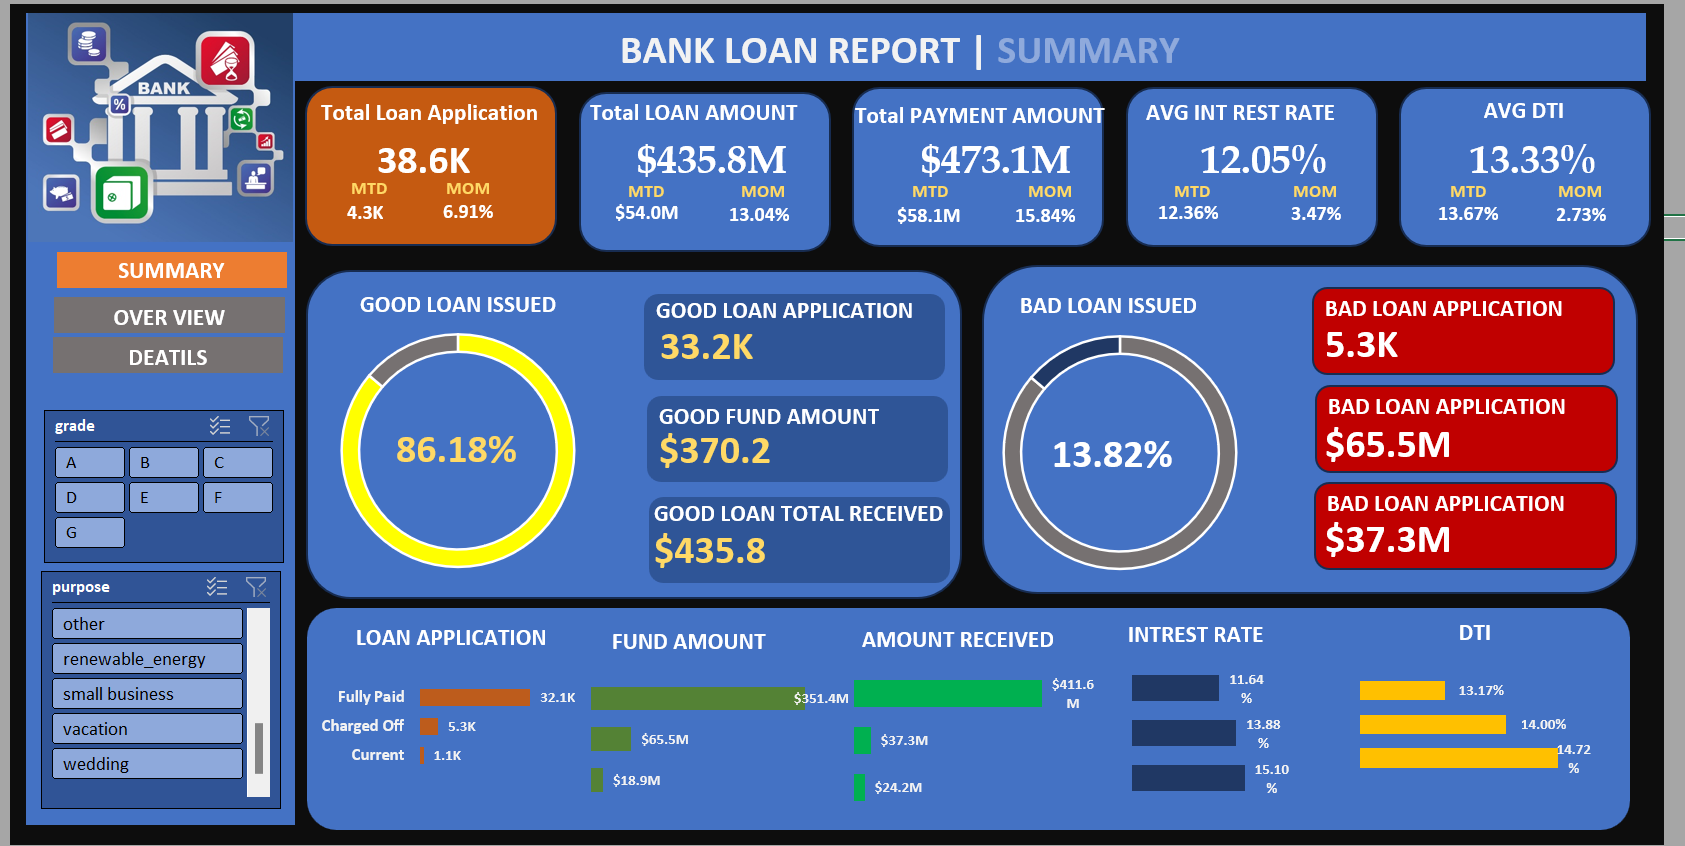 BANK
%
BANK LOAN REPORT | SUMMARY
Total Loan Application
38.6K
MTD
MOM
4.3K
6.91%
Total LOAN AMOUNT
$435.8M
MTD
MOM
$54.0M
13.04%
Total PAYMENT AMOUNT
$473.1M
MTD
MOM
$58.1M
15.84%
AVG INT REST RATE
12.05%
MTD
MOM
12.36%
3.47%
AVG DTI
13.33%
MTD
MOM
13.67%
2.73%
SUMMARY
OVER VIEW
DEATILS
grade
A
B
C
D
E
F
G
purpose
other
renewable_energy
small business
vacation
wedding
GOOD LOAN ISSUED
86.18%
GOOD LOAN APPLICATION
33.2K
GOOD FUND AMOUNT
$370.2
GOOD LOAN TOTAL RECEIVED
$435.8
BAD LOAN ISSUED
13.82%
BAD LOAN APPLICATION
5.3K
BAD LOAN APPLICATION
$65.5M
BAD LOAN APPLICATION
$37.3M
LOAN APPLICATION
Fully Paid
32.1K
Charged Off
5.3K
Current
1.1K
FUND AMOUNT
$351.4M
$65.5M
$18.9M
AMOUNT RECEIVED
$411.6
M
$37.3M
$24.2M
INTREST RATE
11.64
%
13.88
%
15.10
%
DTI
13.17%
14.00%
14.72
%